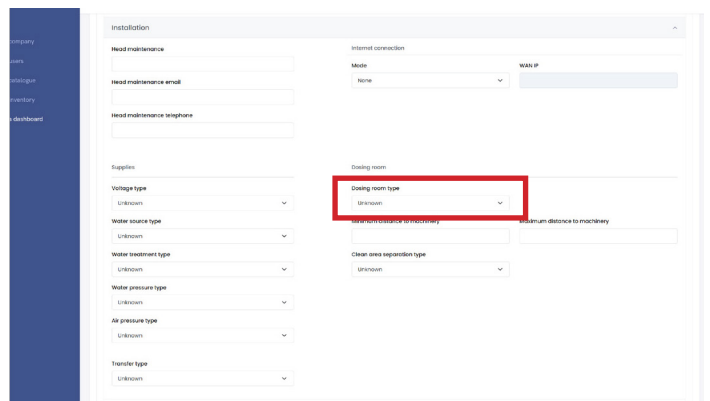 Installation
company
users
catalogue
inventory
s dashboard
Head maintenance
Head maintenance email
Head maintenance telephone
Internet connection
Mode
None
WAN IP
Supplies
Voltage type
Unknown
Water source type
Unknown
Water treatment type
Unknown
Water pressure type
Unknown
Air pressure type
Unknown
Transfer type
Unknown
Dosing room
Dosing room type
Unknown
Minimum distance to machinery
Maximum distance to machinery
Clean area separation type
Unknown